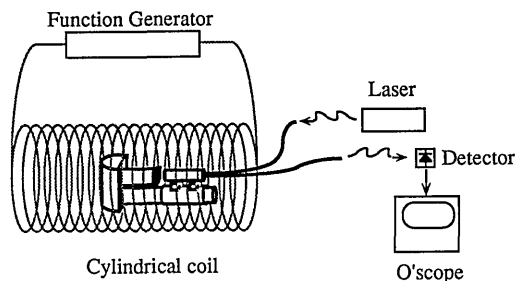 Function Generator
Laser
Detector
Cylindrical coil
O'scope